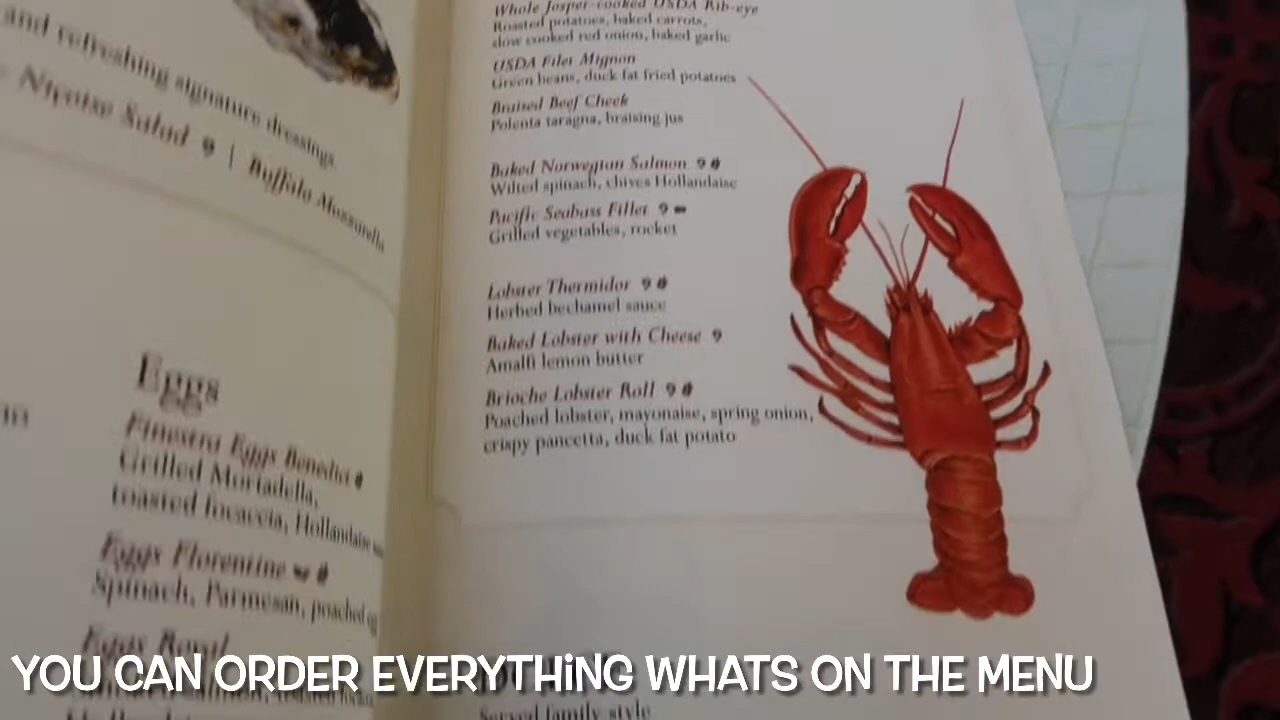 and refreshing signature dressings.
Niçoise Salad | Buffalo Mozzarella
Eggs
Finestra Eggs Benedict
Grilled Mortadella,
toasted focaccia, Hollandaise
Eggs Florentine
Spinach, Parmesan, poached
Eggs Royal
Whole Josper-cooked USDA Rib-eye
Roasted potatoes, baked carrots,
slow cooked red onion, baked garlic
USDA Filet Mignon
Green beans, duck fat fried potatoes
Braised Beef Cheek
Polenta taragna, braising jus
Baked Norwegian Salmon
Wilted spinach, chives Hollandaise
Pacific Seabass Fillet
Grilled vegetables, rocket
Lobster Thermidor
Herbed bechamel sauce
Baked Lobster with Cheese
Amalfi lemon butter
Brioche Lobster Roll
Poached lobster, mayonaise, spring onion,
crispy pancetta, duck fat potato
Served family style
YOU CAN ORDER EVERYTHING WHATS ON THE MENU